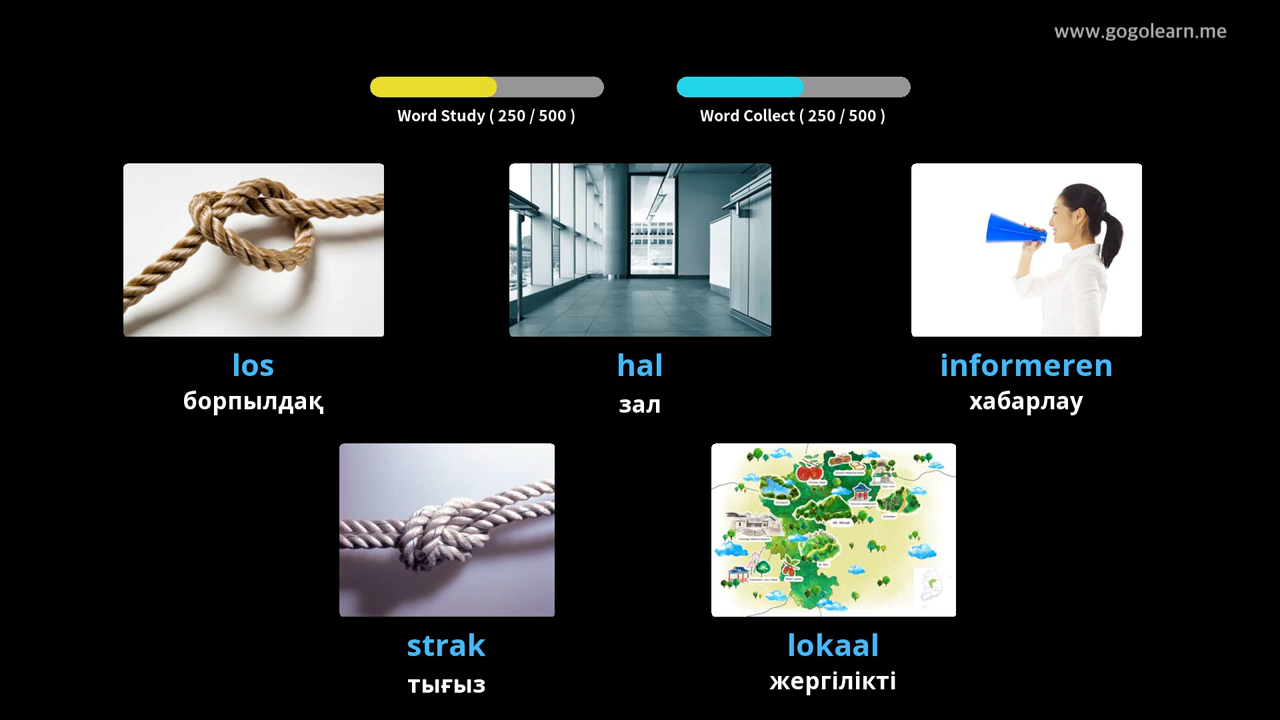 www.gogolearn.me
Word Study ( 250 / 500 )
Word Collect ( 250 / 500 )
los
борпылдақ
hal
зал
informeren
хабарлау
strak
тығыз
lokaal
жергілікті